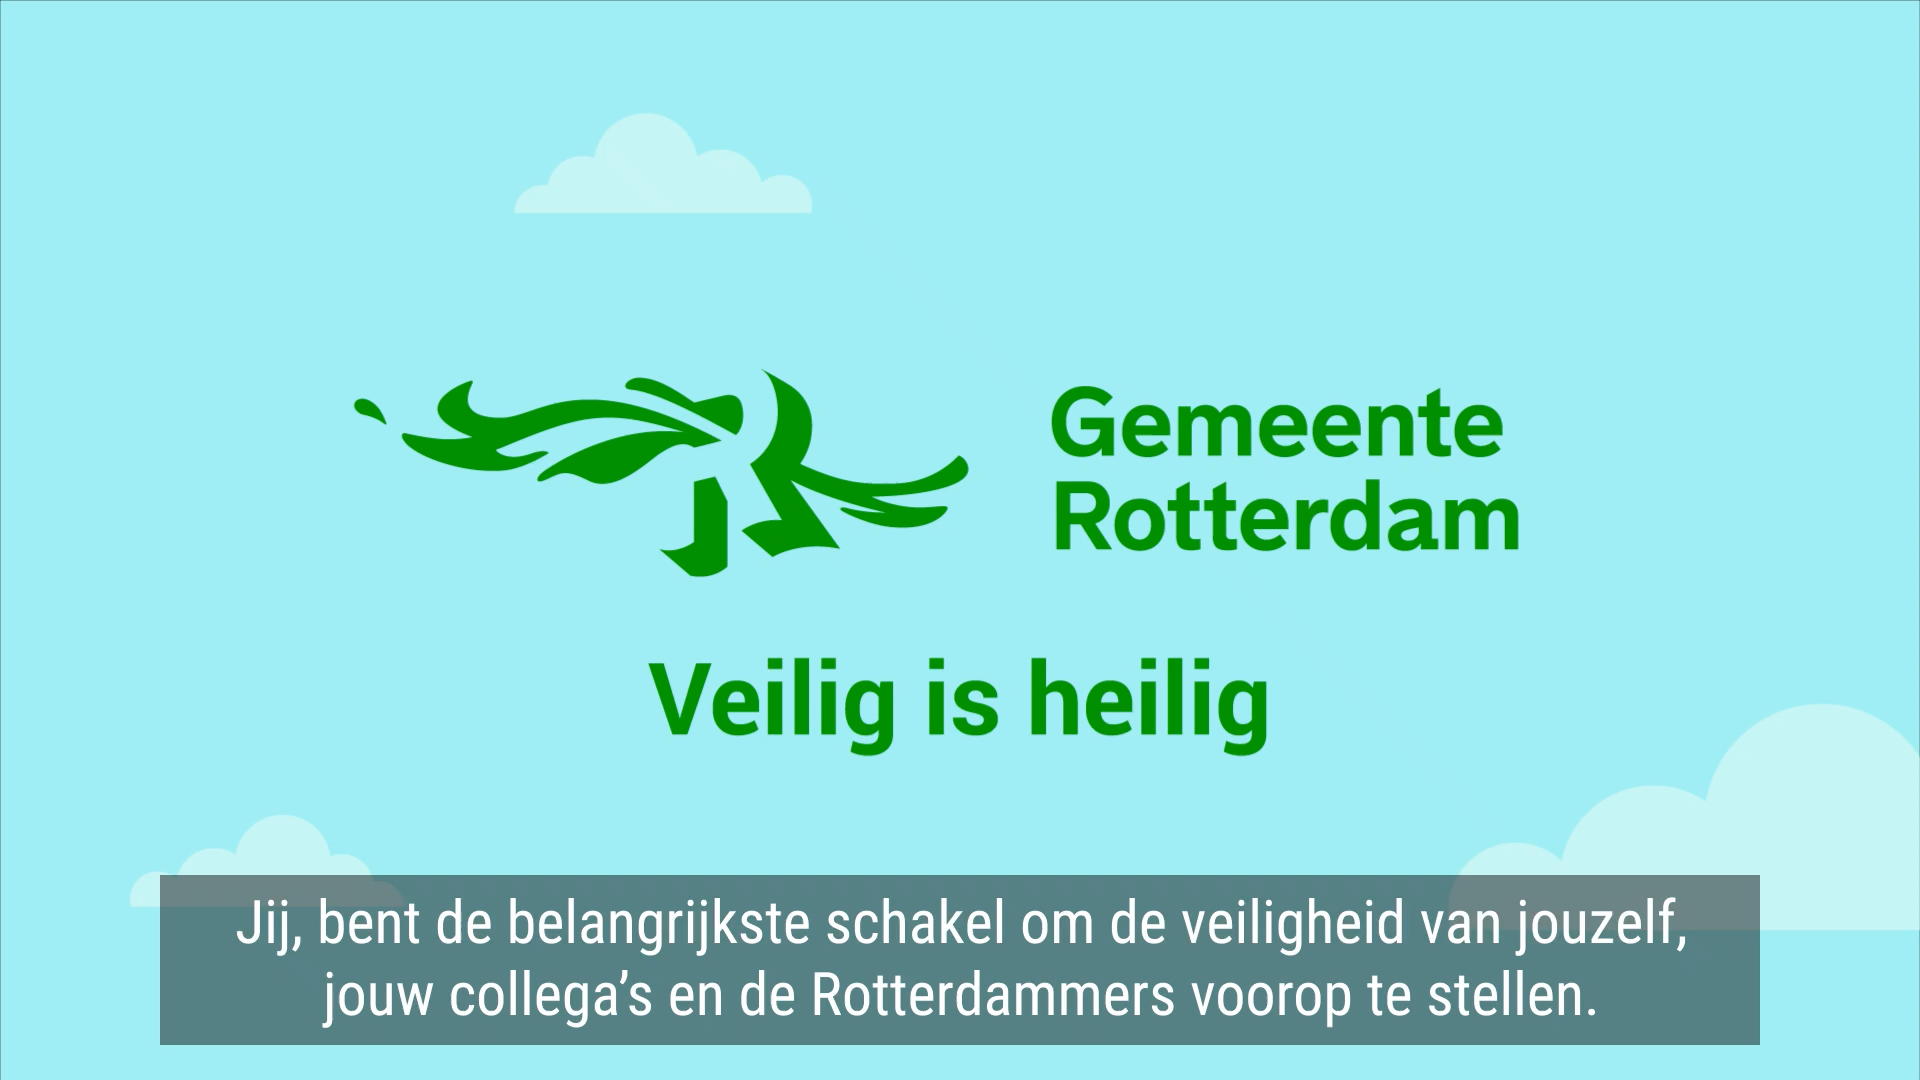 Gemeente
Rotterdam
Veilig is heilig
Jij, bent de belangrijkste schakel om de veiligheid van jouzelf,
jouw collega’s en de Rotterdammers voorop te stellen.